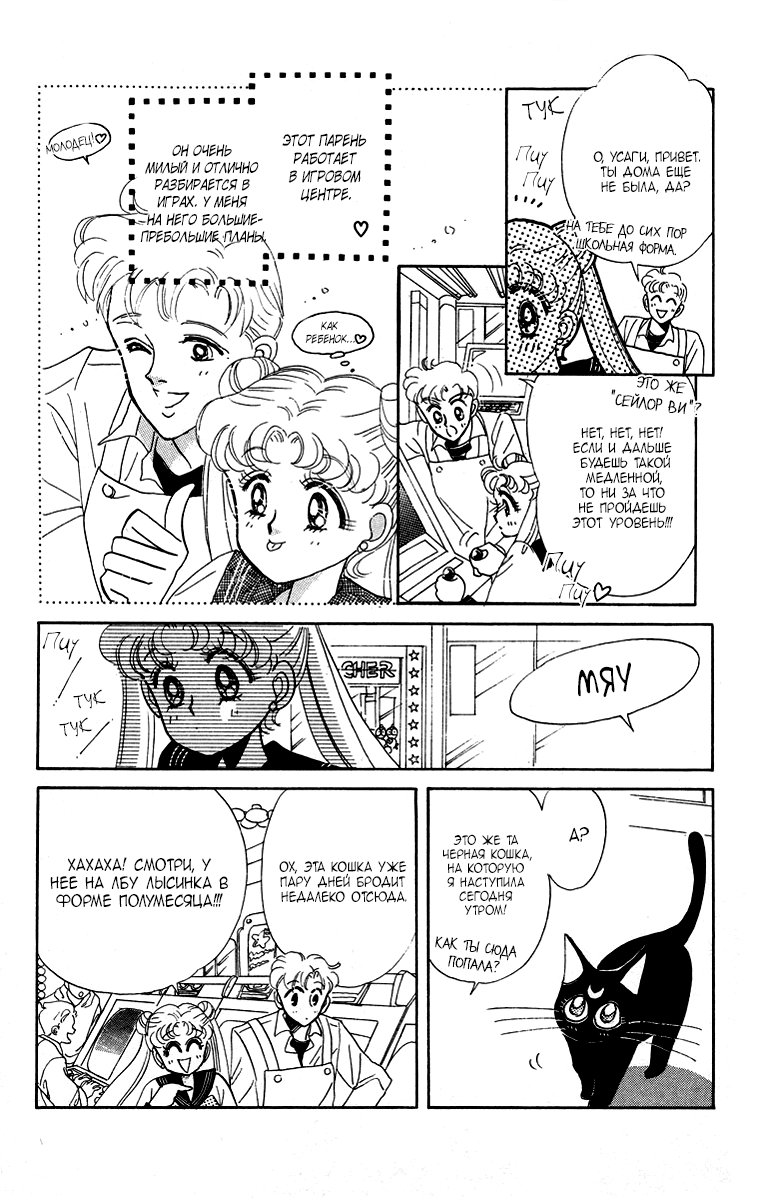 ТУК
ПИУ
ПИУ
О, УСАГИ, ПРИВЕТ.
ТЫ ДОМА ЕЩЕ
НЕ БЫЛА, ДА?
НА ТЕБЕ ДО СИХ ПОР
ШКОЛЬНАЯ ФОРМА.
ЭТО ЖЕ
"СЕЙЛОР ВИ"?
НЕТ, НЕТ, НЕТ!
ЕСЛИ И ДАЛЬШЕ
БУДЕШЬ ТАКОЙ
МЕДЛЕННОЙ,
ТО НИ ЗА ЧТО
НЕ ПРОЙДЕШЬ
ЭТОТ УРОВЕНЬ!!!
ПИУ
ПИУ♡
ЭТОТ ПАРЕНЬ
РАБОТАЕТ
В ИГРОВОМ
ЦЕНТРЕ.
♡
ОН ОЧЕНЬ
МИЛЫЙ И ОТЛИЧНО
РАЗБИРАЕТСЯ В
ИГРАХ. У МЕНЯ
НА НЕГО БОЛЬШИЕ-
ПРЕБОЛЬШИЕ ПЛАНЫ.
МОЛОДЕЦ!♡
КАК
РЕБЕНОК...♡
МЯУ
CHER
ПИУ
ТУК
ТУК
А?
ЭТО ЖЕ ТА
ЧЕРНАЯ КОШКА,
НА КОТОРУЮ
Я НАСТУПИЛА
СЕГОДНЯ
УТРОМ!
КАК ТЫ СЮДА
ПОПАЛА?
ОХ, ЭТА КОШКА УЖЕ
ПАРУ ДНЕЙ БРОДИТ
НЕДАЛЕКО ОТСЮДА.
ХАХАХА! СМОТРИ, У
НЕЕ НА ЛБУ ЛЫСИНКА В
ФОРМЕ ПОЛУМЕСЯЦА!!!